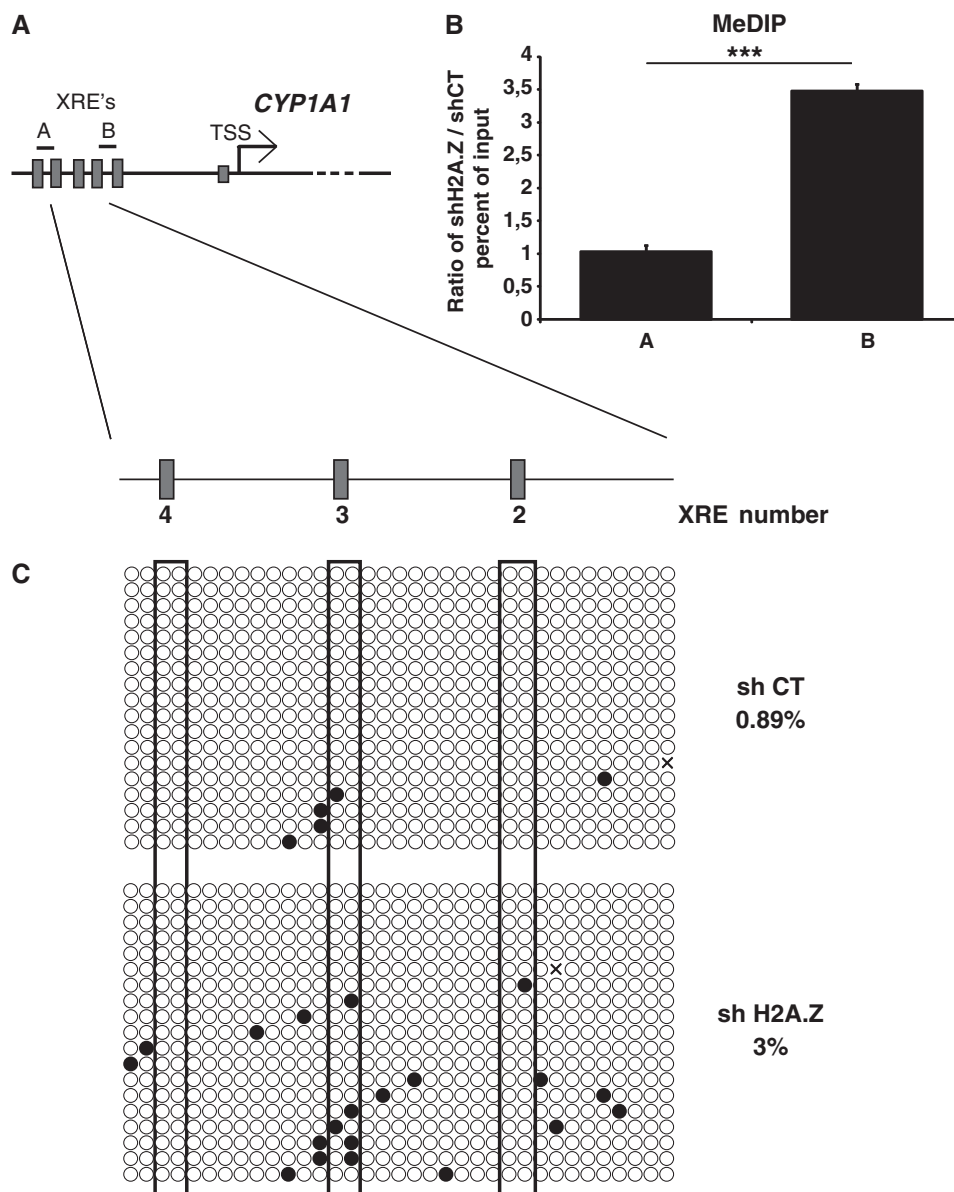 A
XRE's
A
B
TSS
CYP1A1
B
MeDIP
***
Ratio of shH2A.Z / shCT
percent of input
4
3,5
3
2,5
2
1,5
1
0,5
0
A
B
4
3
2
XRE number
C
sh CT
0.89%
sh H2A.Z
3%